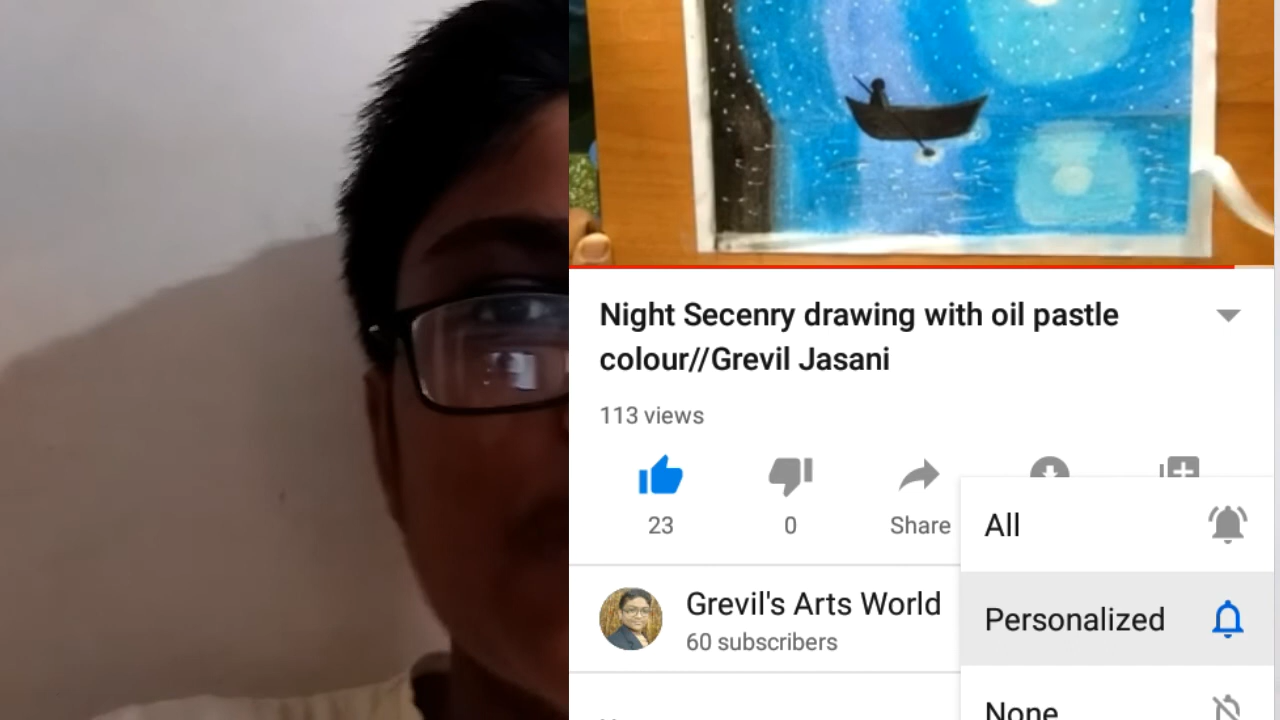 Night Secenry drawing with oil pastle
colour//Grevil Jasani
113 views
23
0
Share
All
Grevil's Arts World
60 subscribers
Personalized
None